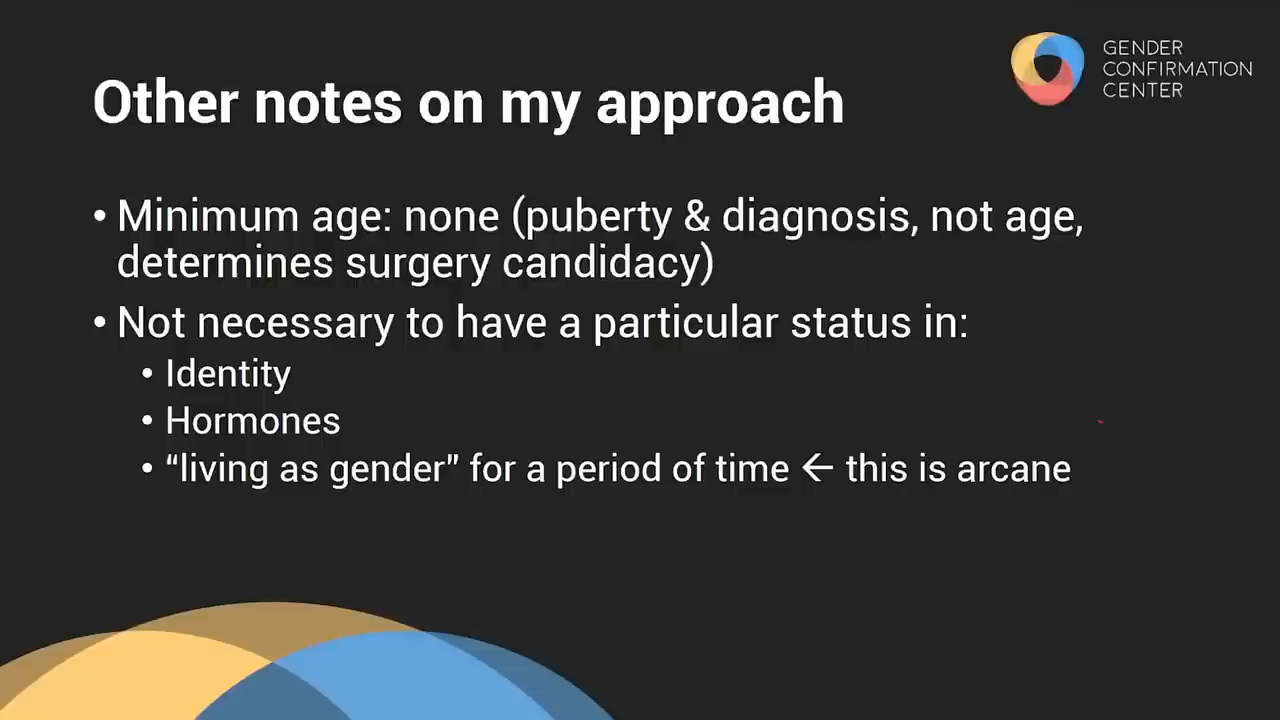 GENDER
CONFIRMATION
CENTER
Other notes on my approach
• Minimum age: none (puberty & diagnosis, not age,
determines surgery candidacy)
• Not necessary to have a particular status in:
• Identity
• Hormones
• “living as gender” for a period of time ← this is arcane